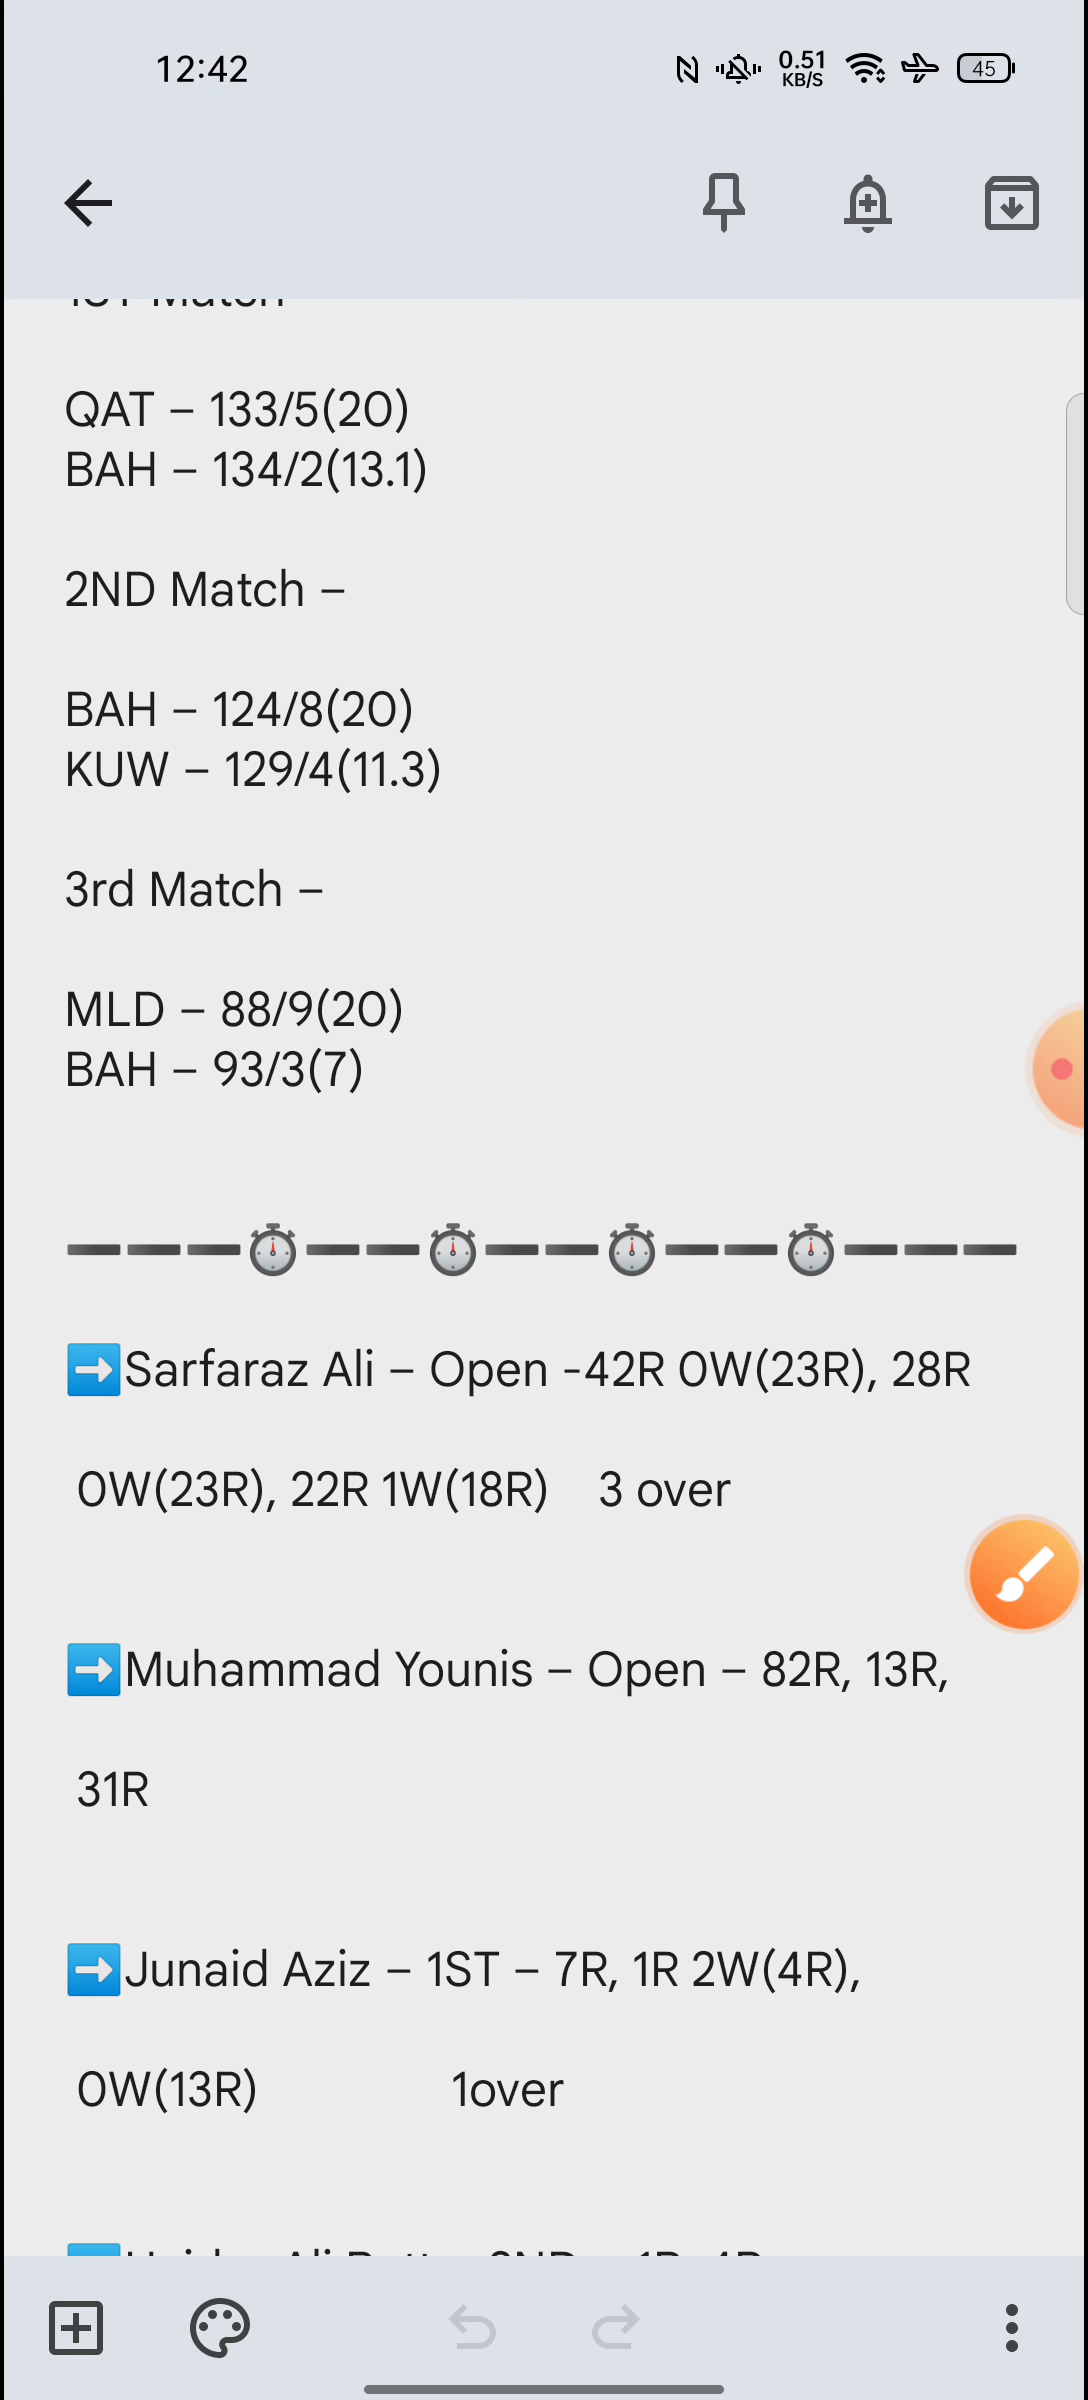 12:42
0.51
KB/S
45
QAT – 133/5(20)
BAH – 134/2(13.1)
2ND Match –
BAH – 124/8(20)
KUW – 129/4(11.3)
3rd Match –
MLD – 88/9(20)
BAH – 93/3(7)
➖➖➖⏱️➖➖⏱️➖➖⏱️➖➖⏱️➖➖➖
➡️Sarfaraz Ali – Open -42R 0W(23R), 28R
0W(23R), 22R 1W(18R) 3 over
➡️Muhammad Younis – Open – 82R, 13R,
31R
➡️Junaid Aziz – 1ST – 7R, 1R 2W(4R),
0W(13R) 1over